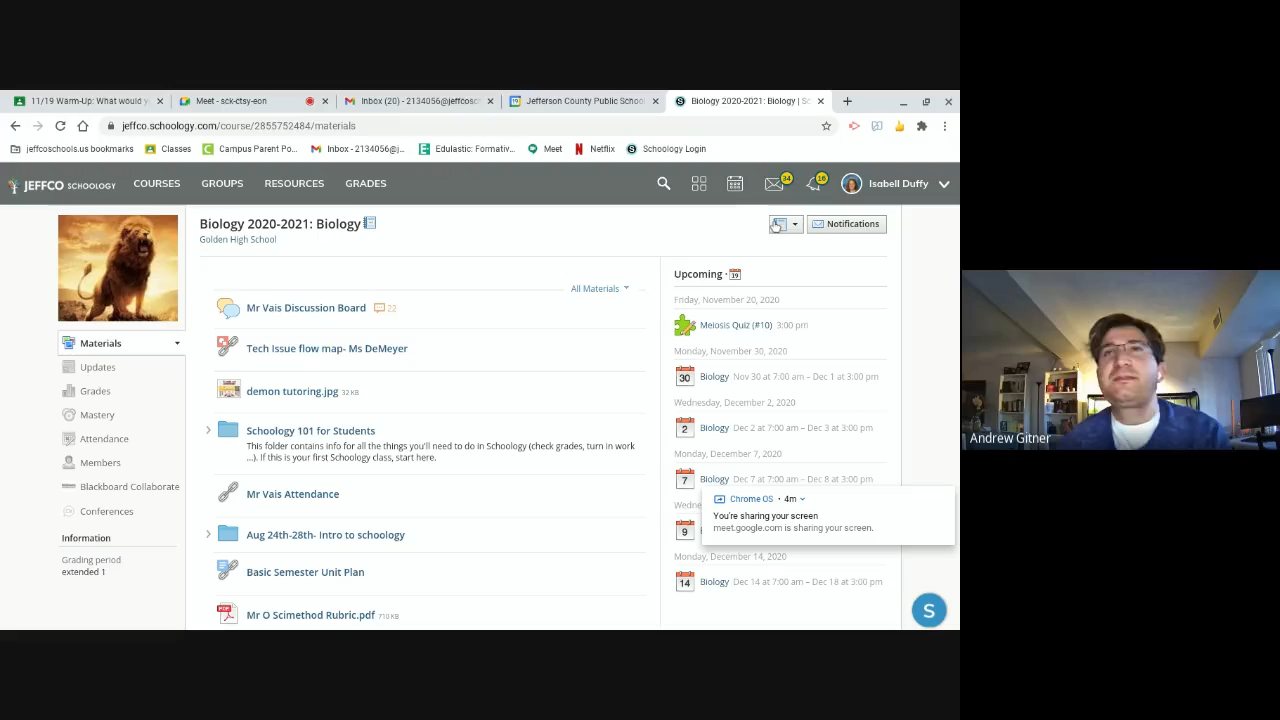 11/19 Warm-Up: What would y
Meet - sck-ctsy-eon
Inbox (20) - 2134056@jeffcosch
Jefferson County Public Schoo
Biology 2020-2021: Biology | Sc
jeffco.schoology.com/course/2855752484/materials
jeffcoschools.us bookmarks
Classes
Campus Parent Po...
Inbox - 2134056@j...
Edulastic: Formativ...
Meet
Netflix
Schoology Login
JEFFCO SCHOOLOGY
COURSES
GROUPS
RESOURCES
GRADES
34
16
Isabell Duffy
Biology 2020-2021: Biology
Golden High School
Notifications
All Materials
Materials
Updates
Grades
Mastery
Attendance
Members
Blackboard Collaborate
Conferences
Information
Grading period
extended 1
Mr Vais Discussion Board 22
Tech Issue flow map- Ms DeMeyer
demon tutoring.jpg 32 KB
Schoology 101 for Students
This folder contains info for all the things you'll need to do in Schoology (check grades, turn in work
...). If this is your first Schoology class, start here.
Mr Vais Attendance
Aug 24th-28th- Intro to schoology
Basic Semester Unit Plan
PDF
Mr O Scimethod Rubric.pdf 710 KB
Upcoming · 19
Friday, November 20, 2020
Meiosis Quiz (#10) 3:00 pm
Monday, November 30, 2020
30 Biology Nov 30 at 7:00 am – Dec 1 at 3:00 pm
Wednesday, December 2, 2020
2 Biology Dec 2 at 7:00 am – Dec 3 at 3:00 pm
Monday, December 7, 2020
7 Biology Dec 7 at 7:00 am – Dec 8 at 3:00 pm
Wedne
9
Chrome OS · 4m
You're sharing your screen
meet.google.com is sharing your screen.
Monday, December 14, 2020
14 Biology Dec 14 at 7:00 am – Dec 18 at 3:00 pm
S
Andrew Gitner